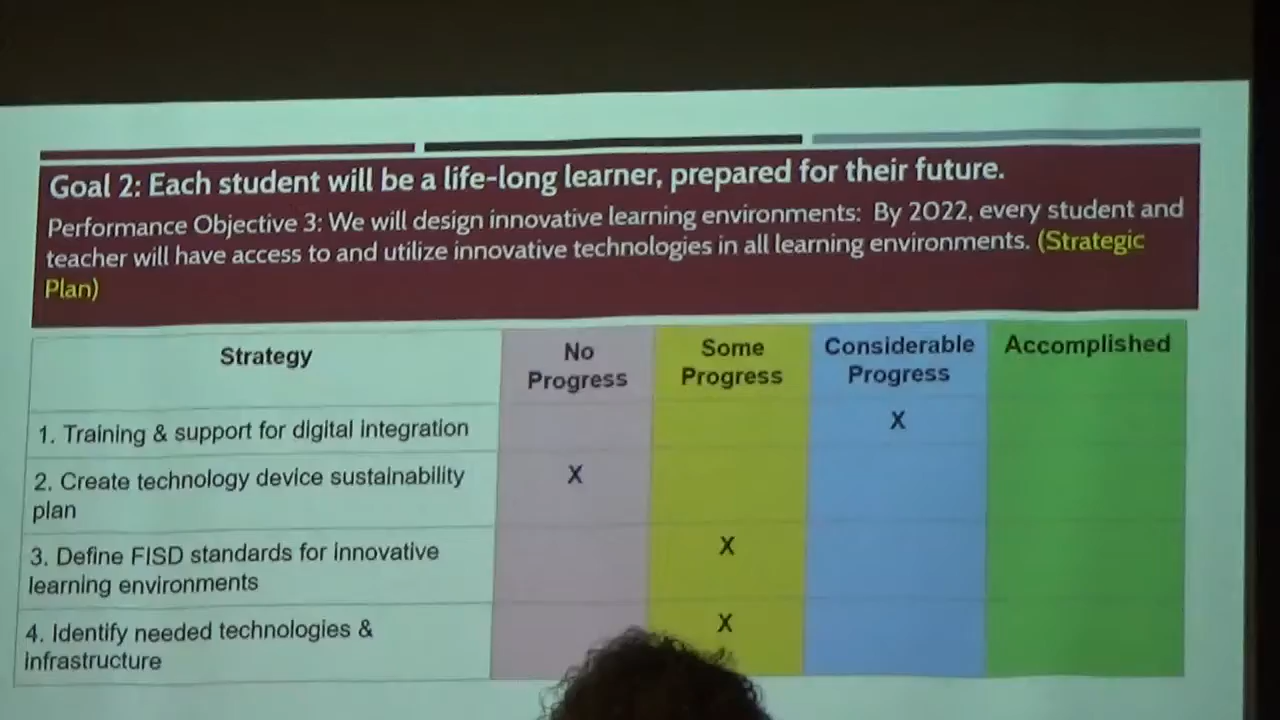 Goal 2: Each student will be a life-long learner, prepared for their future.
Performance Objective 3: We will design innovative learning environments: By 2022, every student and
teacher will have access to and utilize innovative technologies in all learning environments. (Strategic
Plan)
Strategy
No
Progress
Some
Progress
Considerable
Progress
Accomplished
1. Training & support for digital integration
X
2. Create technology device sustainability
plan
X
3. Define FISD standards for innovative
learning environments
X
4. Identify needed technologies &
infrastructure
X